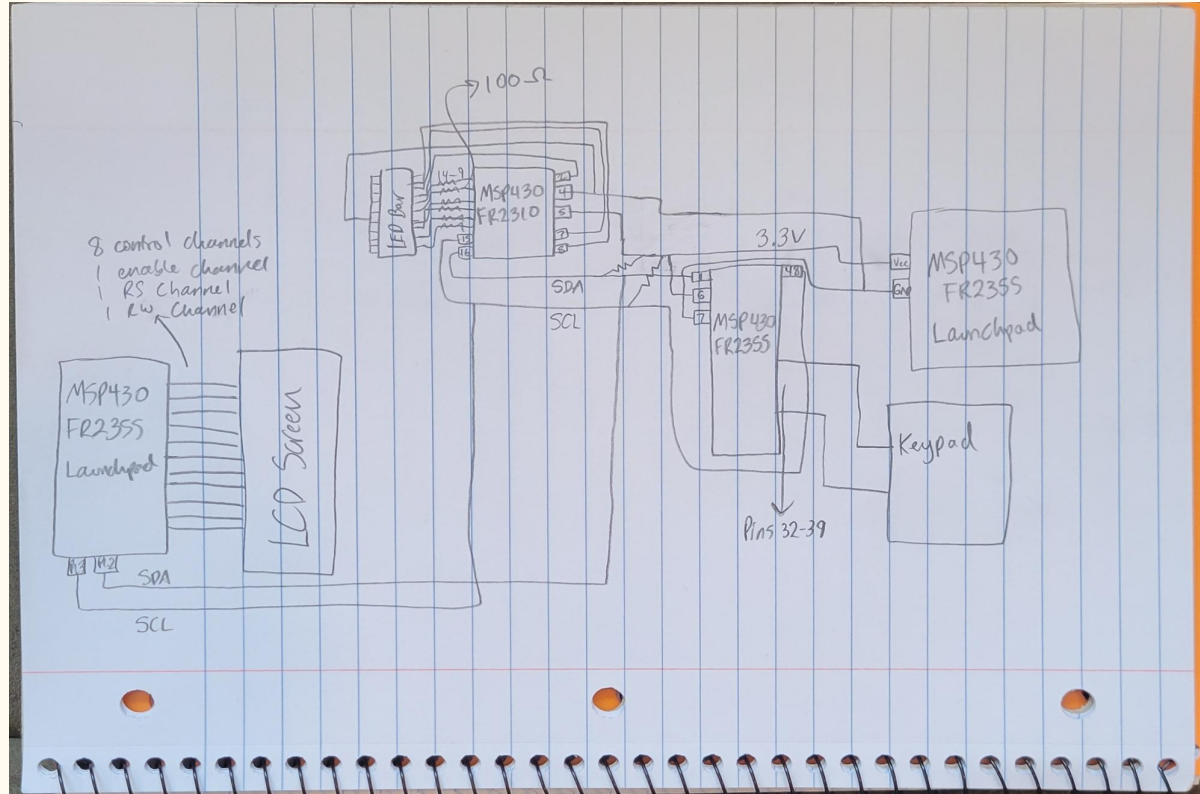 100Ω
14-9
MSP430
FR2310
LED Bar
15
16
4
5
7
8
8 control channels
1 enable channel
1 RS Channel
1 RW Channel
MSP430
FR2355
Launchpad
LCD Screen
SDA
SCL
SDA
SCL
3.3V
1
6
7
48
MSP430
FR2355
Vcc
Gnd
MSP430
FR2355
Launchpad
Keypad
Pins 32-39